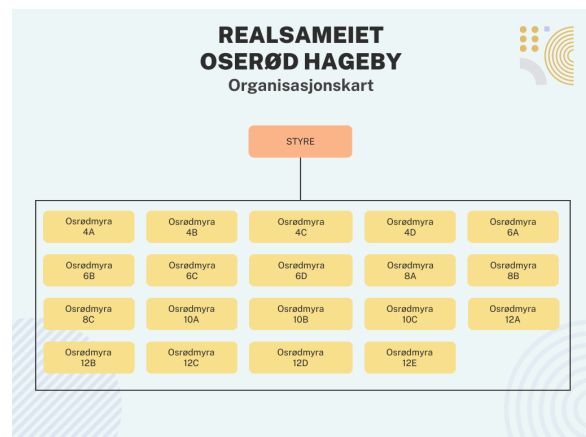 REALSAMEIET
OSERØD HAGEBY
Organisasjonskart
STYRE
Osrødmyra
4A
Osrødmyra
4B
Osrødmyra
4C
Osrødmyra
4D
Osrødmyra
6A
Osrødmyra
6B
Osrødmyra
6C
Osrødmyra
6D
Osrødmyra
8A
Osrødmyra
8B
Osrødmyra
8C
Osrødmyra
10A
Osrødmyra
10B
Osrødmyra
10C
Osrødmyra
12A
Osrødmyra
12B
Osrødmyra
12C
Osrødmyra
12D
Osrødmyra
12E